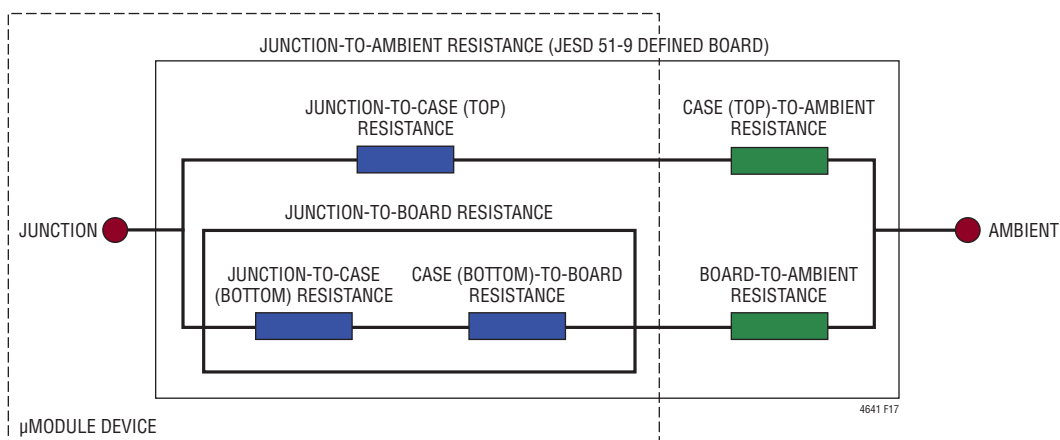 JUNCTION-TO-AMBIENT RESISTANCE (JESD 51-9 DEFINED BOARD)
JUNCTION-TO-CASE (TOP)
RESISTANCE
CASE (TOP)-TO-AMBIENT
RESISTANCE
JUNCTION
JUNCTION-TO-BOARD RESISTANCE
AMBIENT
JUNCTION-TO-CASE
(BOTTOM) RESISTANCE
CASE (BOTTOM)-TO-BOARD
RESISTANCE
BOARD-TO-AMBIENT
RESISTANCE
4641 F17
µMODULE DEVICE